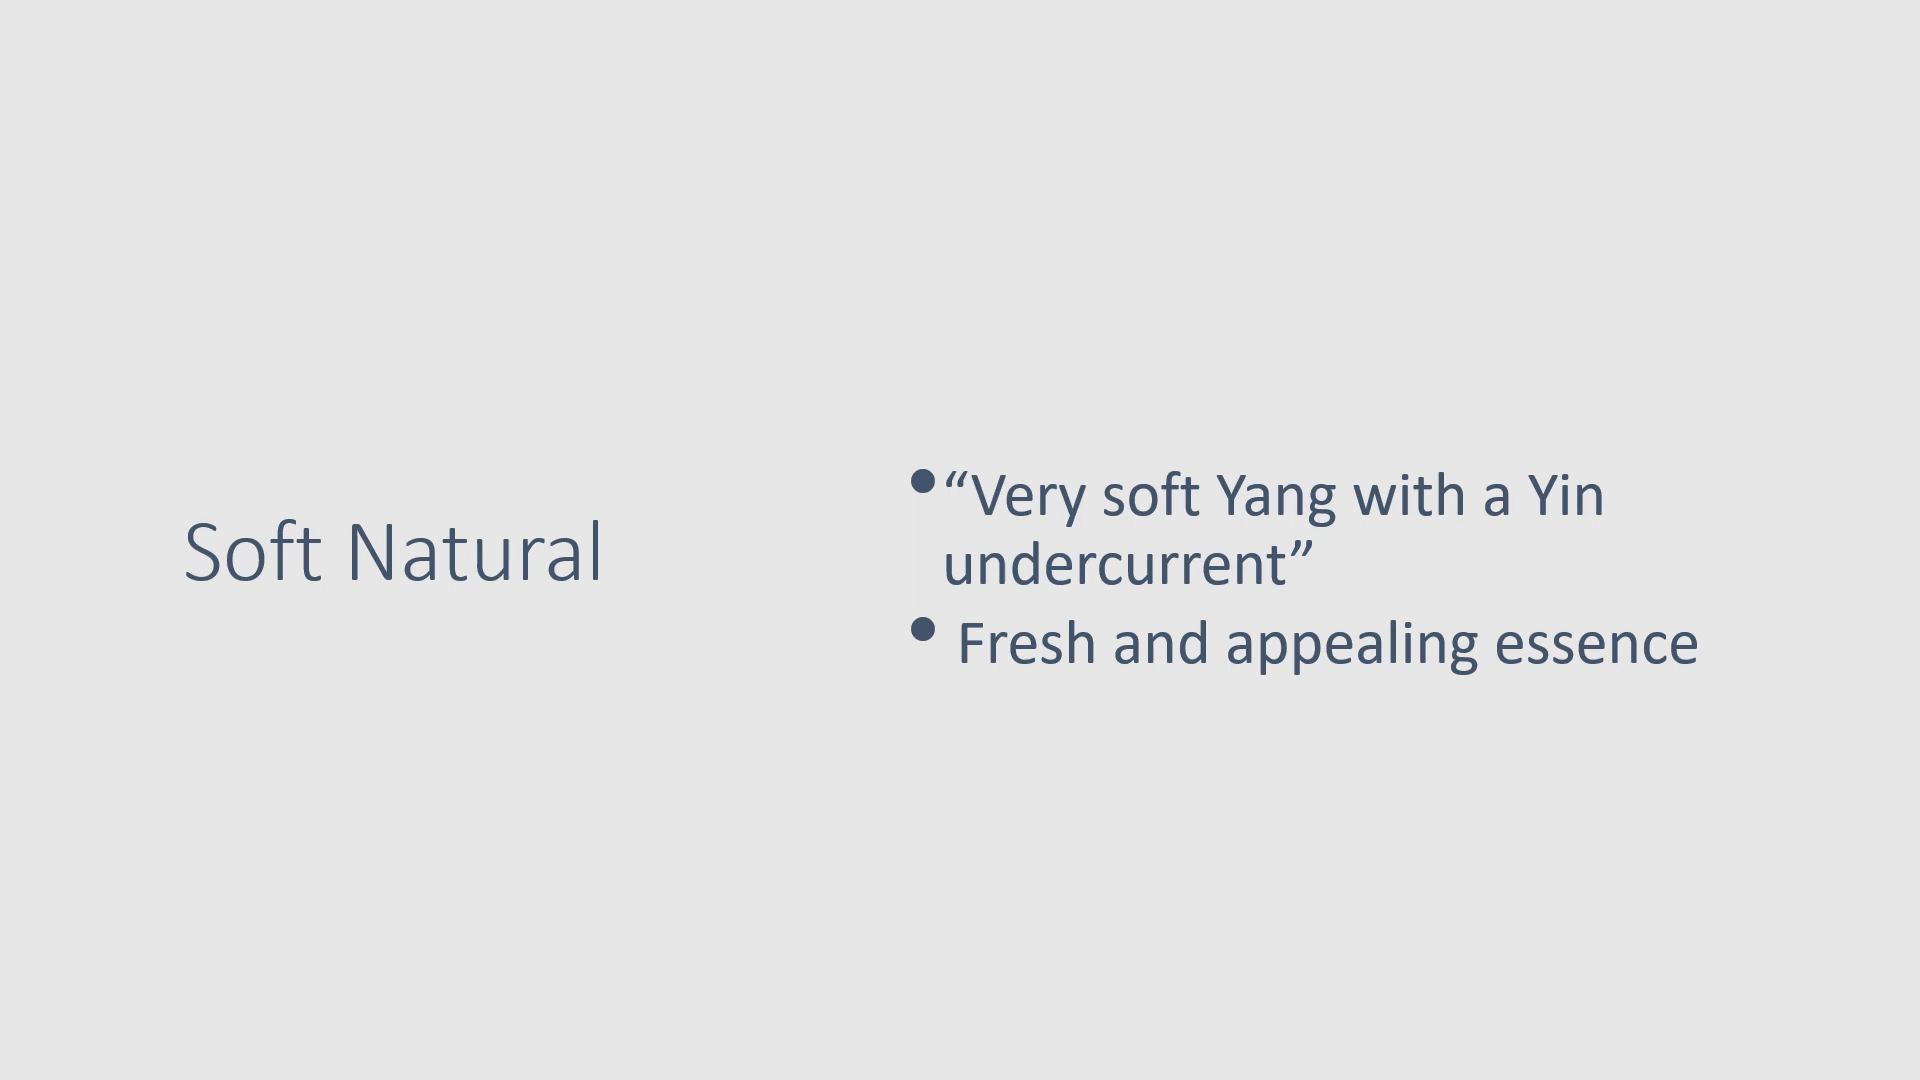 Soft Natural
• “Very soft Yang with a Yin
undercurrent”
• Fresh and appealing essence